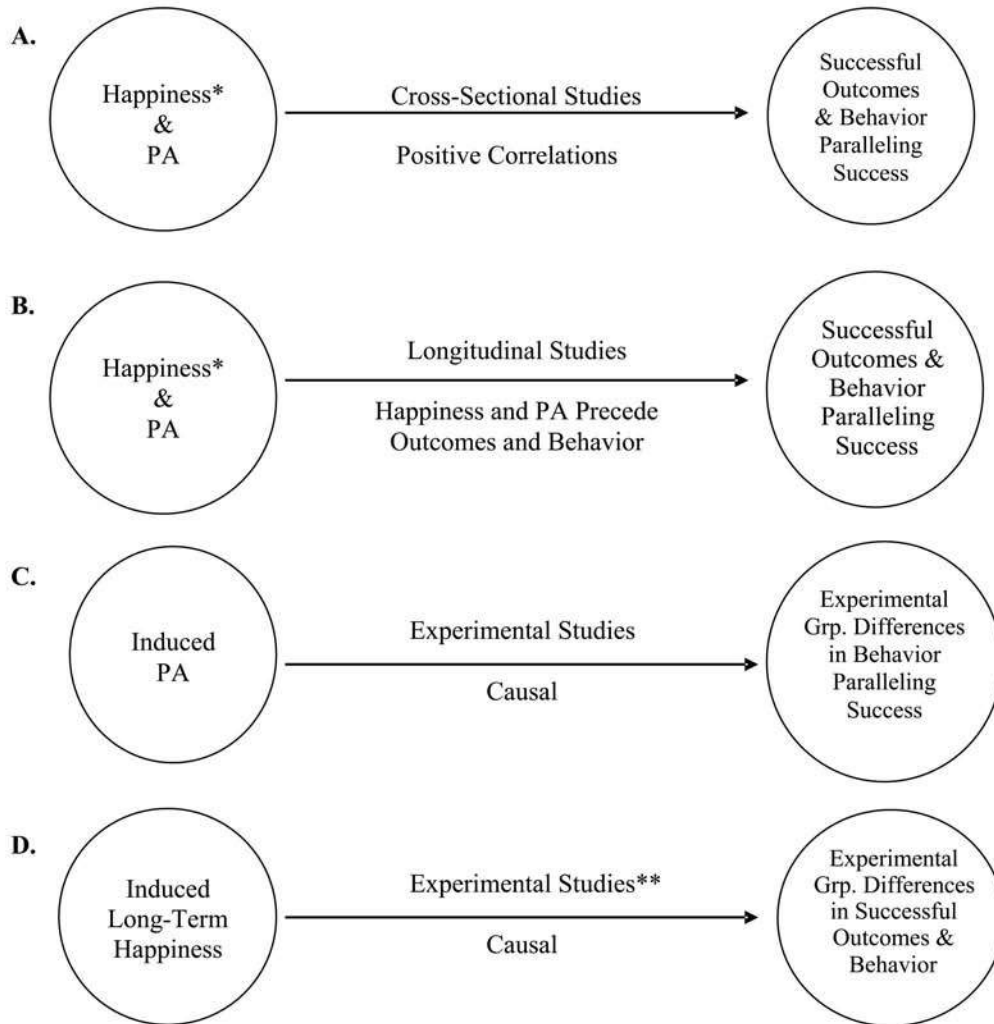 A.
Happiness*
&
PA
Cross-Sectional Studies
Positive Correlations
Successful
Outcomes
& Behavior
Paralleling
Success
B.
Happiness*
&
PA
Longitudinal Studies
Happiness and PA Precede
Outcomes and Behavior
Successful
Outcomes &
Behavior
Paralleling
Success
C.
Induced
PA
Experimental Studies
Causal
Experimental
Grp. Differences
in Behavior
Paralleling
Success
D.
Induced
Long-Term
Happiness
Experimental Studies**
Causal
Experimental
Grp. Differences
in Successful
Outcomes &
Behavior